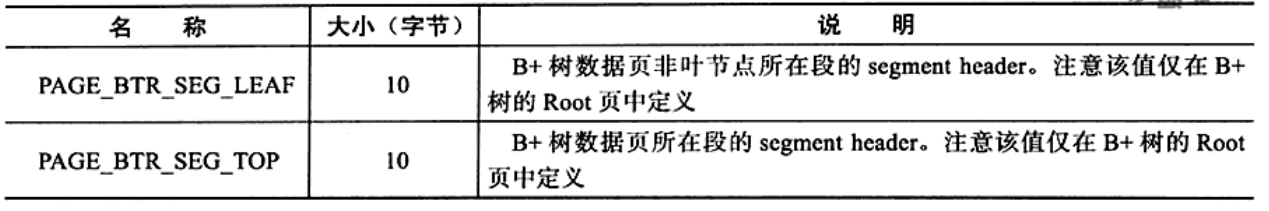 名 称 大小（字节） 说 明
PAGE_BTR_SEG_LEAF 10 B+ 树数据页非叶节点所在段的 segment header。注意该值仅在 B+
树的 Root 页中定义
PAGE_BTR_SEG_TOP 10 B+ 树数据页所在段的 segment header。注意该值仅在 B+ 树的 Root
页中定义